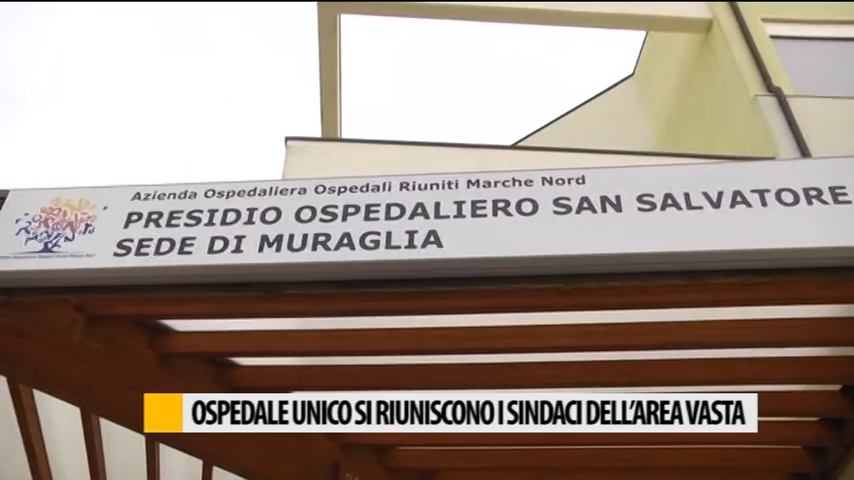 Azienda Ospedaliera Ospedali Riuniti Marche Nord
PRESIDIO OSPEDALIERO SAN SALVATORE
SEDE DI MURAGLIA
OSPEDALE UNICO SI RIUNISCONO I SINDACI DELL'AREA VASTA